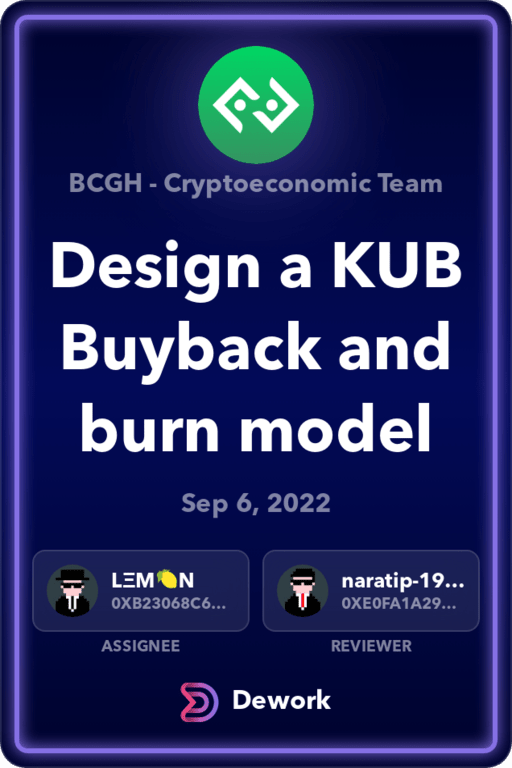 BCGH - Cryptoeconomic Team
Design a KUB
Buyback and
burn model
Sep 6, 2022
LΞM🍋N
0XB23068C6...
ASSIGNEE
naratip-19...
0XE0FA1A29...
REVIEWER
Dework